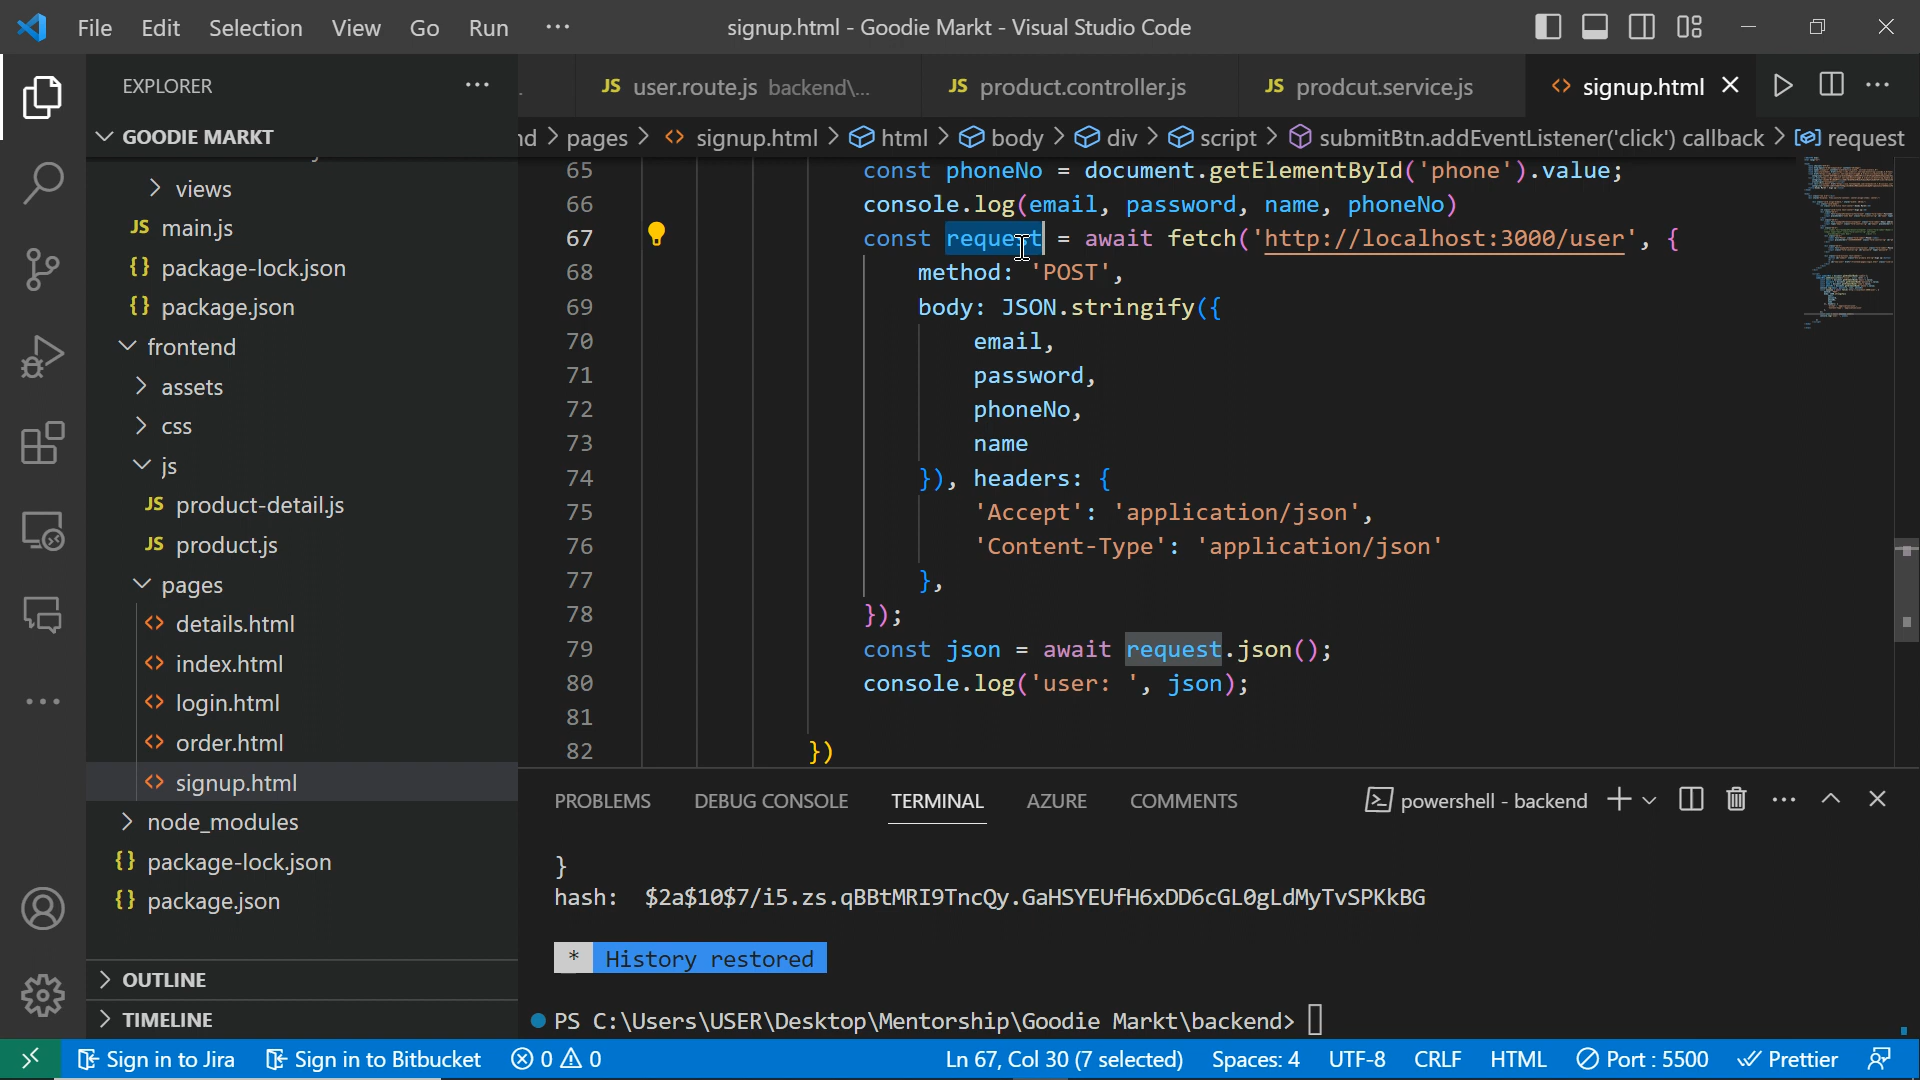 File Edit Selection View Go Run ··· signup.html - Goodie Markt - Visual Studio Code
EXPLORER ···
JS user.route.js backend\... JS product.controller.js JS prodcut.service.js <> signup.html
nd > pages > <> signup.html > html > body > div > script > submitBtn.addEventListener('click') callback > request
GOODIE MARKT
views
JS main.js
{} package-lock.json
{} package.json
frontend
assets
css
js
JS product-detail.js
JS product.js
pages
<> details.html
<> index.html
<> login.html
<> order.html
<> signup.html
node_modules
{} package-lock.json
{} package.json
OUTLINE
TIMELINE
65 const phoneNo = document.getElementById('phone').value;
66 console.log(email, password, name, phoneNo)
67 const request = await fetch('http://localhost:3000/user', {
68 method: 'POST',
69 body: JSON.stringify({
70 email,
71 password,
72 phoneNo,
73 name
74 }), headers: {
75 'Accept': 'application/json',
76 'Content-Type': 'application/json'
77 },
78 });
79 const json = await request.json();
80 console.log('user: ', json);
81
82 })
PROBLEMS DEBUG CONSOLE TERMINAL AZURE COMMENTS powershell - backend
}
hash: $2a$10$7/i5.zs.qBBtMRI9TncQy.GaHSYEUfH6xDD6cGL0gLdMyTvSPKkBG
* History restored
PS C:\Users\USER\Desktop\Mentorship\Goodie Markt\backend>
Sign in to Jira Sign in to Bitbucket 0 0 Ln 67, Col 30 (7 selected) Spaces: 4 UTF-8 CRLF HTML Port : 5500 Prettier